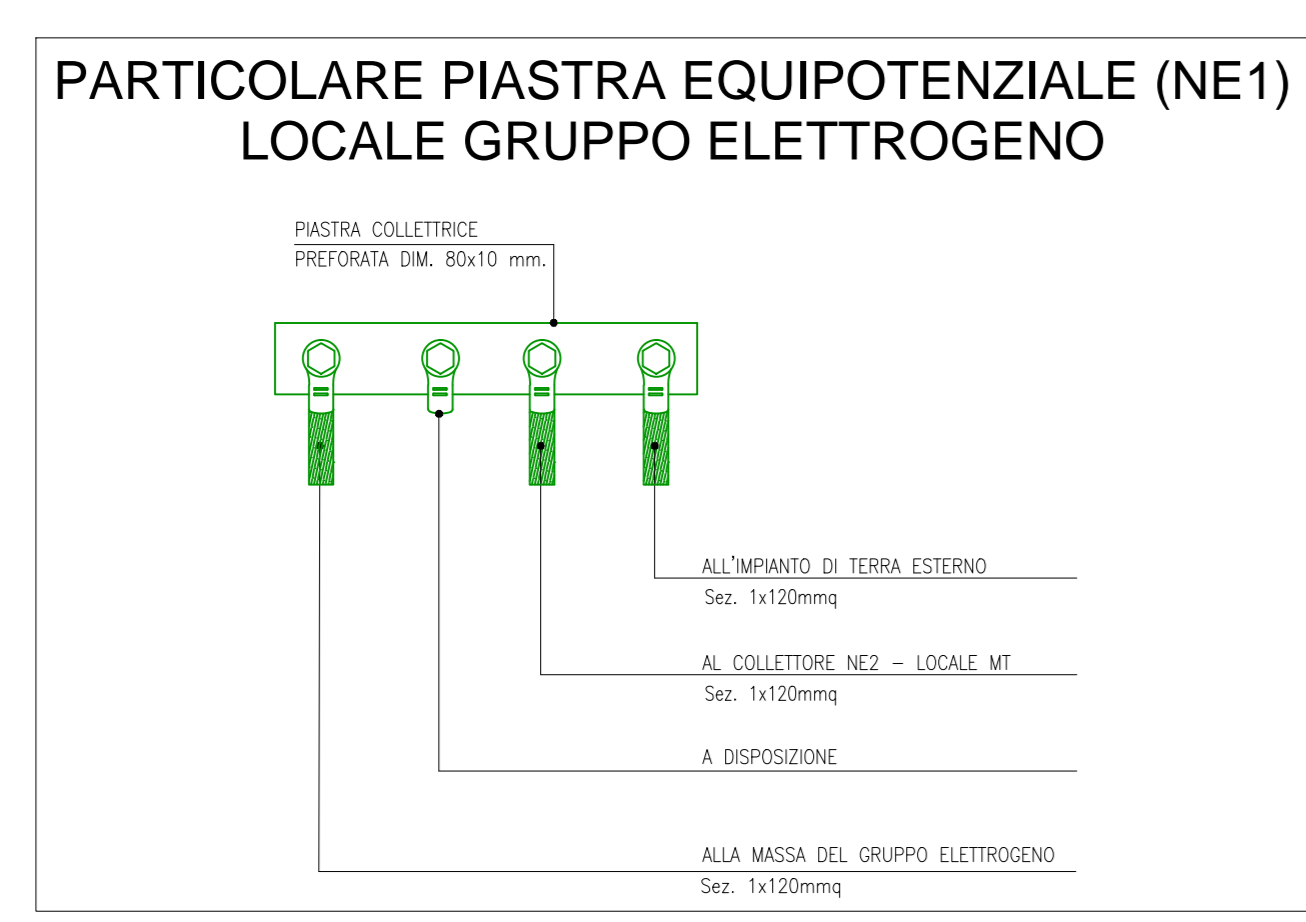 PARTICOLARE PIASTRA EQUIPOTENZIALE (NE1)
LOCALE GRUPPO ELETTROGENO
PIASTRA COLLETTRICE
PREFORATA DIM. 80x10 mm.
ALL'IMPIANTO DI TERRA ESTERNO
Sez. 1x120mmq
AL COLLETTORE NE2 – LOCALE MT
Sez. 1x120mmq
A DISPOSIZIONE
ALLA MASSA DEL GRUPPO ELETTROGENO
Sez. 1x120mmq